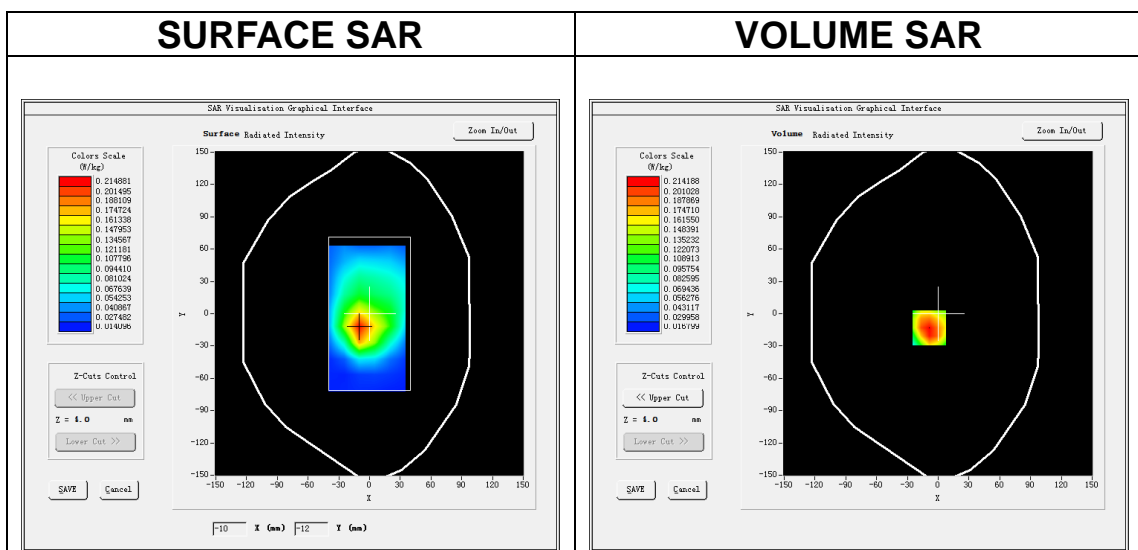 SURFACE SAR
VOLUME SAR
SAR Visualisation Graphical Interface
Surface Radiated Intensity
Zoom In/Out
Colors Scale
(W/kg)
0.214881
0.201495
0.188109
0.174724
0.161338
0.147953
0.134567
0.121181
0.107796
0.094410
0.081024
0.067639
0.054253
0.040867
0.027482
0.014096
Z-Cuts Control
<< Upper Cut
Z = 4.0 mm
Lower Cut >>
SAVE
Cancel
150
120
90
60
30
0
-30
-60
-90
-120
-150
Y
-150 -120 -90 -60 -30 0 30 60 90 120 150
X
-10 X (mm) -12 Y (mm)
SAR Visualisation Graphical Interface
Volume Radiated Intensity
Zoom In/Out
Colors Scale
(W/kg)
0.214188
0.201028
0.187869
0.174710
0.161550
0.148391
0.135232
0.122073
0.108913
0.095754
0.082595
0.069436
0.056276
0.043117
0.029958
0.016799
Z-Cuts Control
<< Upper Cut
Z = 4.0 mm
Lower Cut >>
SAVE
Cancel
150
120
90
60
30
0
-30
-60
-90
-120
-150
Y
-150 -120 -90 -60 -30 0 30 60 90 120 150
X